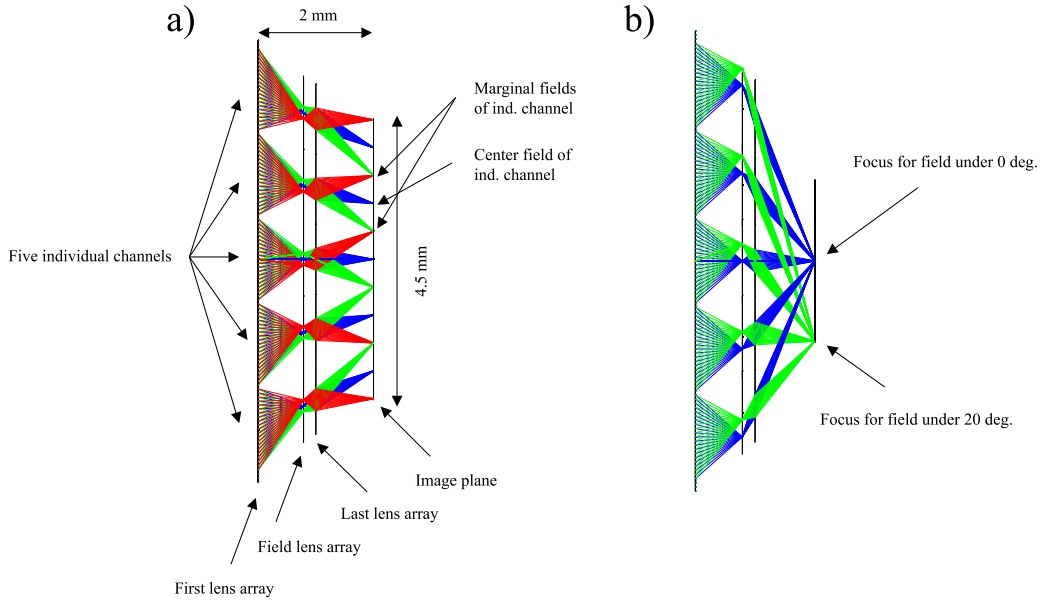 a)
2 mm
Marginal fields
of ind. channel
Center field of
ind. channel
Five individual channels
4.5 mm
Image plane
Last lens array
Field lens array
First lens array
b)
Focus for field under 0 deg.
Focus for field under 20 deg.